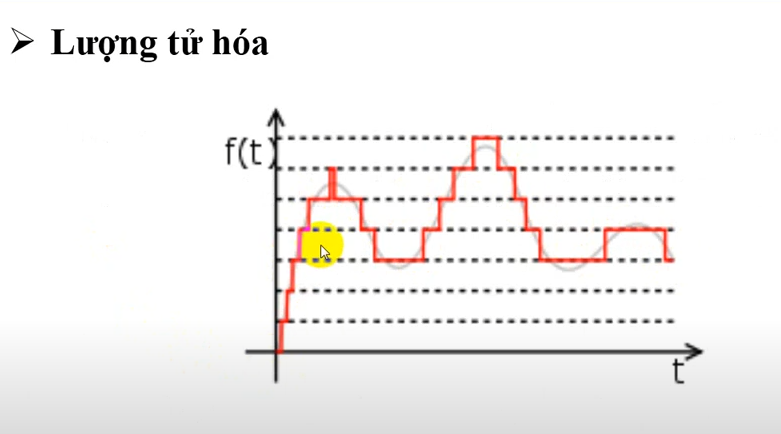 ➢ Lượng tử hóa
f(t)
t